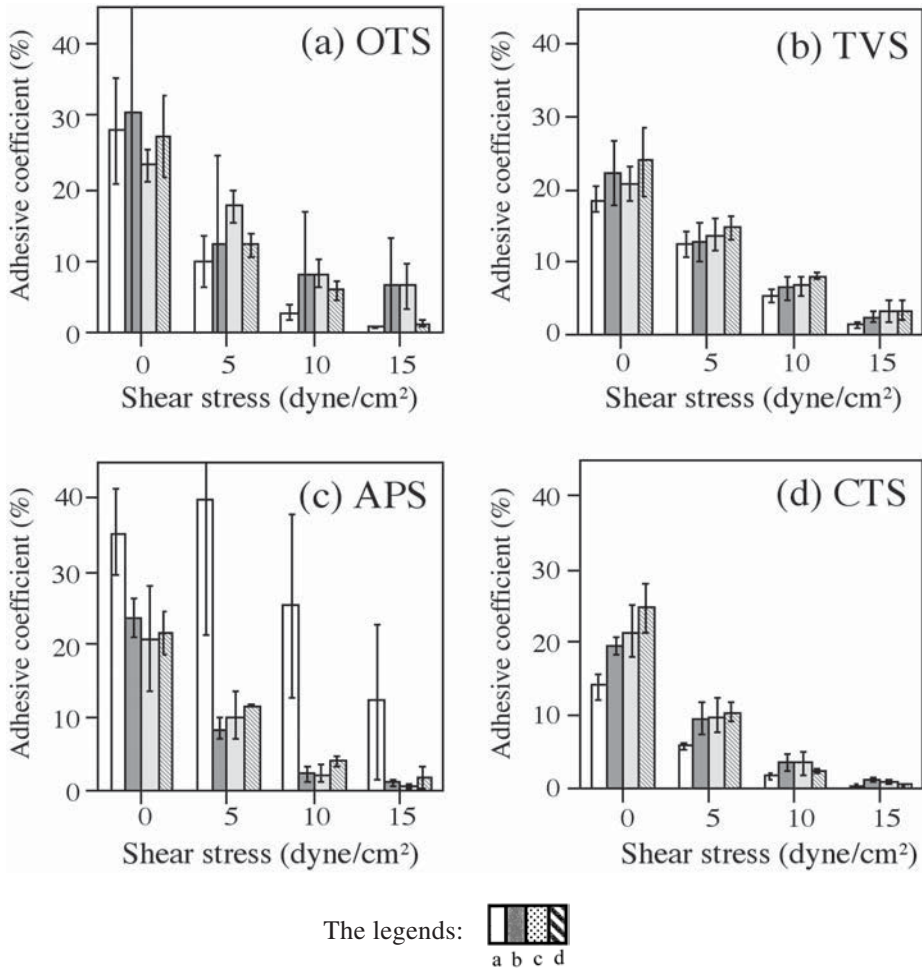 (a) OTS
Adhesive coefficient (%)
40
30
20
10
0
0 5 10 15
Shear stress (dyne/cm²)
(b) TVS
Adhesive coefficient (%)
40
30
20
10
0
0 5 10 15
Shear stress (dyne/cm²)
(c) APS
Adhesive coefficient (%)
40
30
20
10
0
0 5 10 15
Shear stress (dyne/cm²)
(d) CTS
Adhesive coefficient (%)
40
30
20
10
0
0 5 10 15
Shear stress (dyne/cm²)
The legends:
a b c d